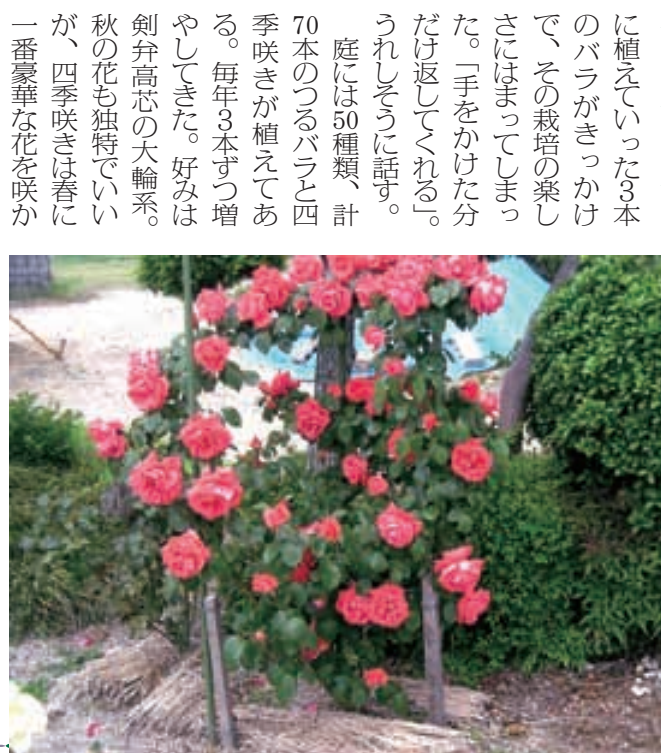 に植えていった3本
のバラがきっかけ
で、その栽培の楽し
さにはまってしまっ
た。「手をかけた分
だけ返してくれる」。
うれしそうに話す。
　庭には50種類、計
70本のつるバラと四
季咲きが植えてあ
る。毎年3本ずつ増
やしてきた。好みは
剣弁高芯の大輪系。
秋の花も独特でいい
が、四季咲きは春に
一番豪華な花を咲か